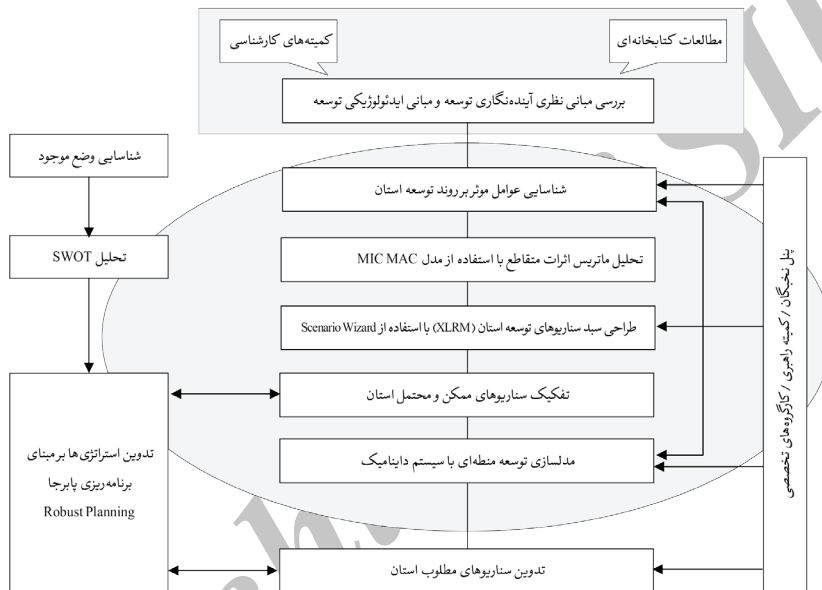 مطالعات کتابخانه‌ای
کمیته‌های کارشناسی
بررسی مبانی نظری آینده‌نگاری توسعه و مبانی ایدئولوژیکی توسعه
شناسایی وضع موجود
شناسایی عوامل موثر بر روند توسعه استان
تحلیل SWOT
تحلیل ماتریس اثرات متقاطع با استفاده از مدل MIC MAC
طراحی سبد سناریوهای توسعه استان (XLRM) با استفاده از Scenario Wizard
تفکیک سناریوهای ممکن و محتمل استان
تدوین استراتژی‌ها بر مبنای
برنامه‌ریزی پابرجا
Robust Planning
مدلسازی توسعه منطه‌ای با سیستم داینامیک
تدوین سناریوهای مطلوب استان
پنل نخبگان / کمیته راهبری / کارگروه‌های تخصصی